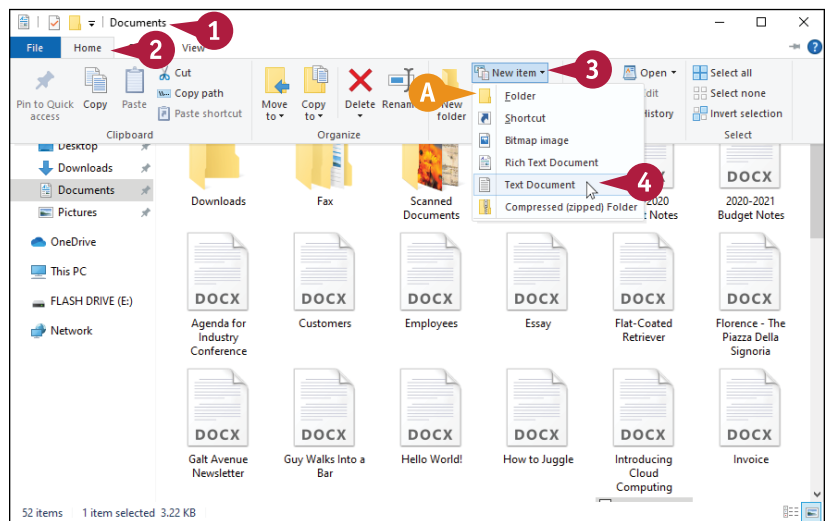 Documents
1
File Home View
2
Pin to Quick access
Copy
Paste
Cut
Copy path
Paste shortcut
Clipboard
Move to
Copy to
Delete
Rename
New folder
Organize
New item
3
Open
History
Select all
Select none
Invert selection
Select
A
Folder
Shortcut
Bitmap image
Rich Text Document
Text Document
4
Compressed (zipped) Folder
Desktop
Downloads
Documents
Pictures
OneDrive
This PC
FLASH DRIVE (E:)
Network
Downloads
Fax
Scanned
Documents
2020
Notes
DOCX
2020-2021
Budget Notes
DOCX DOCX DOCX DOCX DOCX DOCX
Agenda for
Industry
Conference
Customers
Employees
Essay
Flat-Coated
Retriever
Florence - The
Piazza Della
Signoria
DOCX DOCX DOCX DOCX DOCX DOCX
Galt Avenue
Newsletter
Guy Walks Into a
Bar
Hello World!
How to Juggle
Introducing
Cloud
Computing
Invoice
52 items 1 item selected 3.22 KB